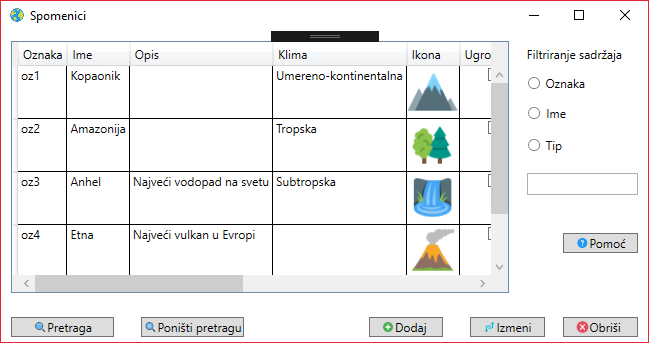 Spomenici
Filtriranje sadržaja
Oznaka Ime Opis Klima Ikona Ugro
oz1 Kopaonik Umereno-kontinentalna
oz2 Amazonija Tropska
oz3 Anhel Najveći vodopad na svetu Subtropska
oz4 Etna Najveći vulkan u Evropi
Oznaka
Ime
Tip
Pomoć
Pretraga Poništi pretragu Dodaj Izmeni Obriši